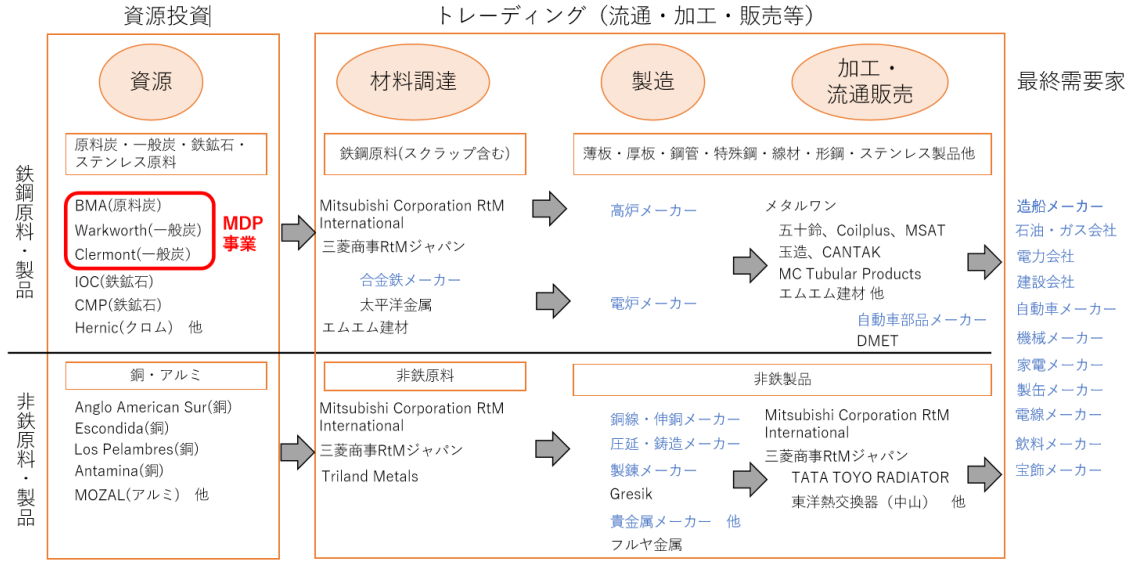 資源投資
トレーディング（流通・加工・販売等）
資源
材料調達
製造
加工・
流通販売
最終需要家
鉄鋼原料・製品
原料炭・一般炭・鉄鉱石・
ステンレス原料
BMA(原料炭)
Warkworth(一般炭)
Clermont(一般炭)
MDP
事業
IOC(鉄鉱石)
CMP(鉄鉱石)
Hernic(クロム)　他
鉄鋼原料(スクラップ含む)
Mitsubishi Corporation RtM
International
三菱商事RtMジャパン
合金鉄メーカー
太平洋金属
エムエム建材
薄板・厚板・鋼管・特殊鋼・線材・形鋼・ステンレス製品他
高炉メーカー
電炉メーカー
メタルワン
五十鈴、Coilplus、MSAT
玉造、CANTAK
MC Tubular Products
エムエム建材 他
自動車部品メーカー
DMET
非鉄原料・製品
銅・アルミ
Anglo American Sur(銅)
Escondida(銅)
Los Pelambres(銅)
Antamina(銅)
MOZAL(アルミ)　他
非鉄原料
Mitsubishi Corporation RtM
International
三菱商事RtMジャパン
Triland Metals
非鉄製品
銅線・伸銅メーカー
圧延・鋳造メーカー
製錬メーカー
Gresik
貴金属メーカー　他
フルヤ金属
Mitsubishi Corporation RtM
International
三菱商事RtMジャパン
TATA TOYO RADIATOR
東洋熱交換器（中山）　他
造船メーカー
石油・ガス会社
電力会社
建設会社
自動車メーカー
機械メーカー
家電メーカー
製缶メーカー
電線メーカー
飲料メーカー
宝飾メーカー